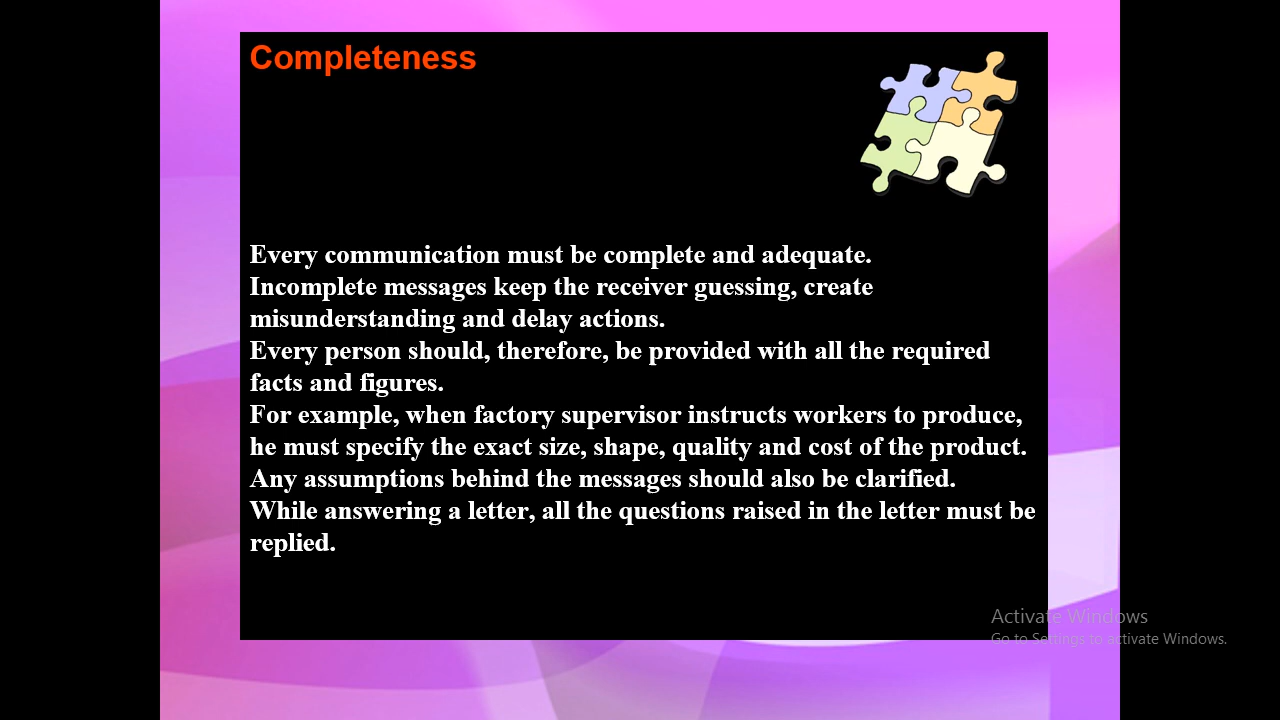 Completeness
Every communication must be complete and adequate.
Incomplete messages keep the receiver guessing, create
misunderstanding and delay actions.
Every person should, therefore, be provided with all the required
facts and figures.
For example, when factory supervisor instructs workers to produce,
he must specify the exact size, shape, quality and cost of the product.
Any assumptions behind the messages should also be clarified.
While answering a letter, all the questions raised in the letter must be
replied.
Activate Windows
Go to Settings to activate Windows.